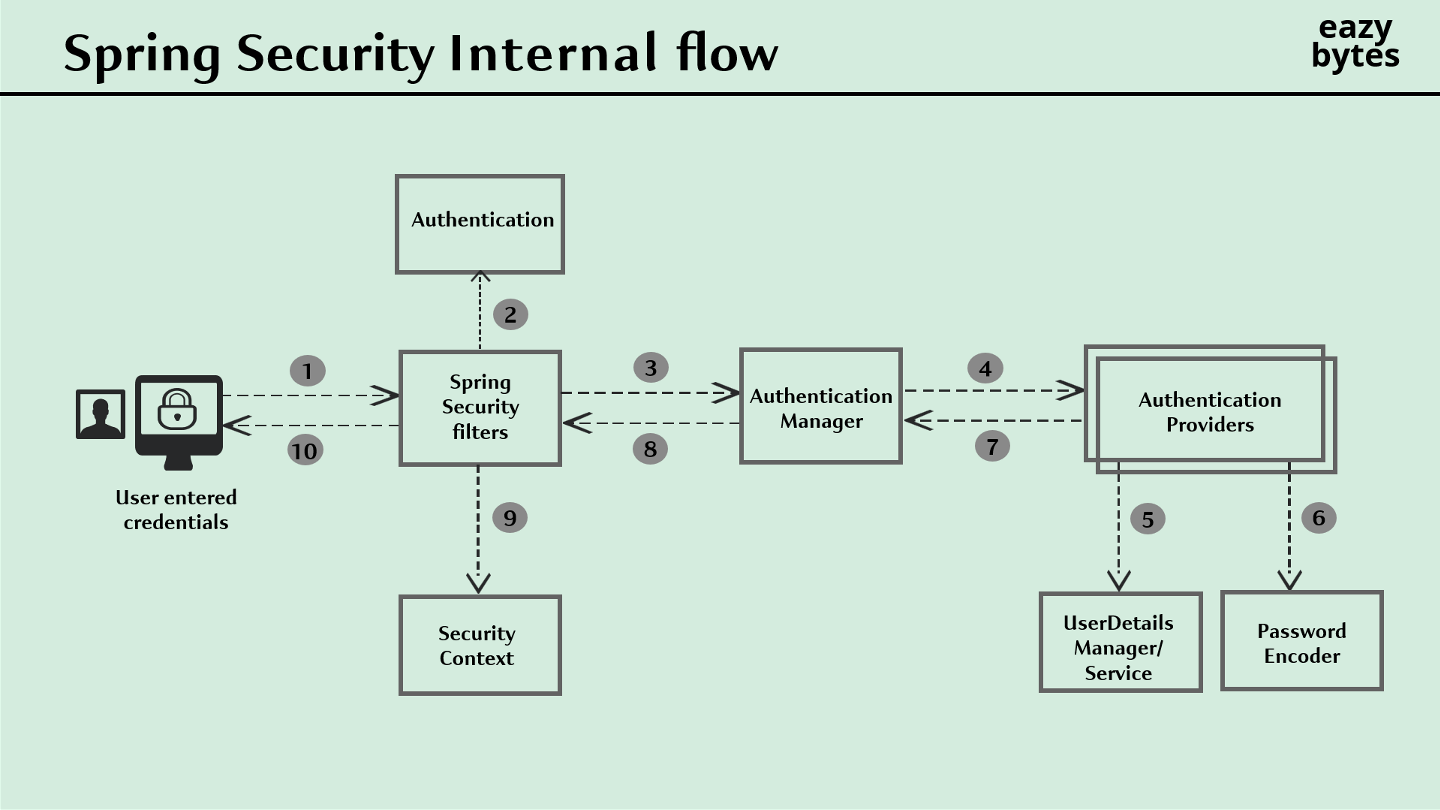 Spring Security Internal flow
eazy
bytes
Authentication
2
1
3
4
Spring
Security
filters
Authentication
Manager
Authentication
Providers
10
8
7
User entered
credentials
9
5
6
Security
Context
UserDetails
Manager/
Service
Password
Encoder